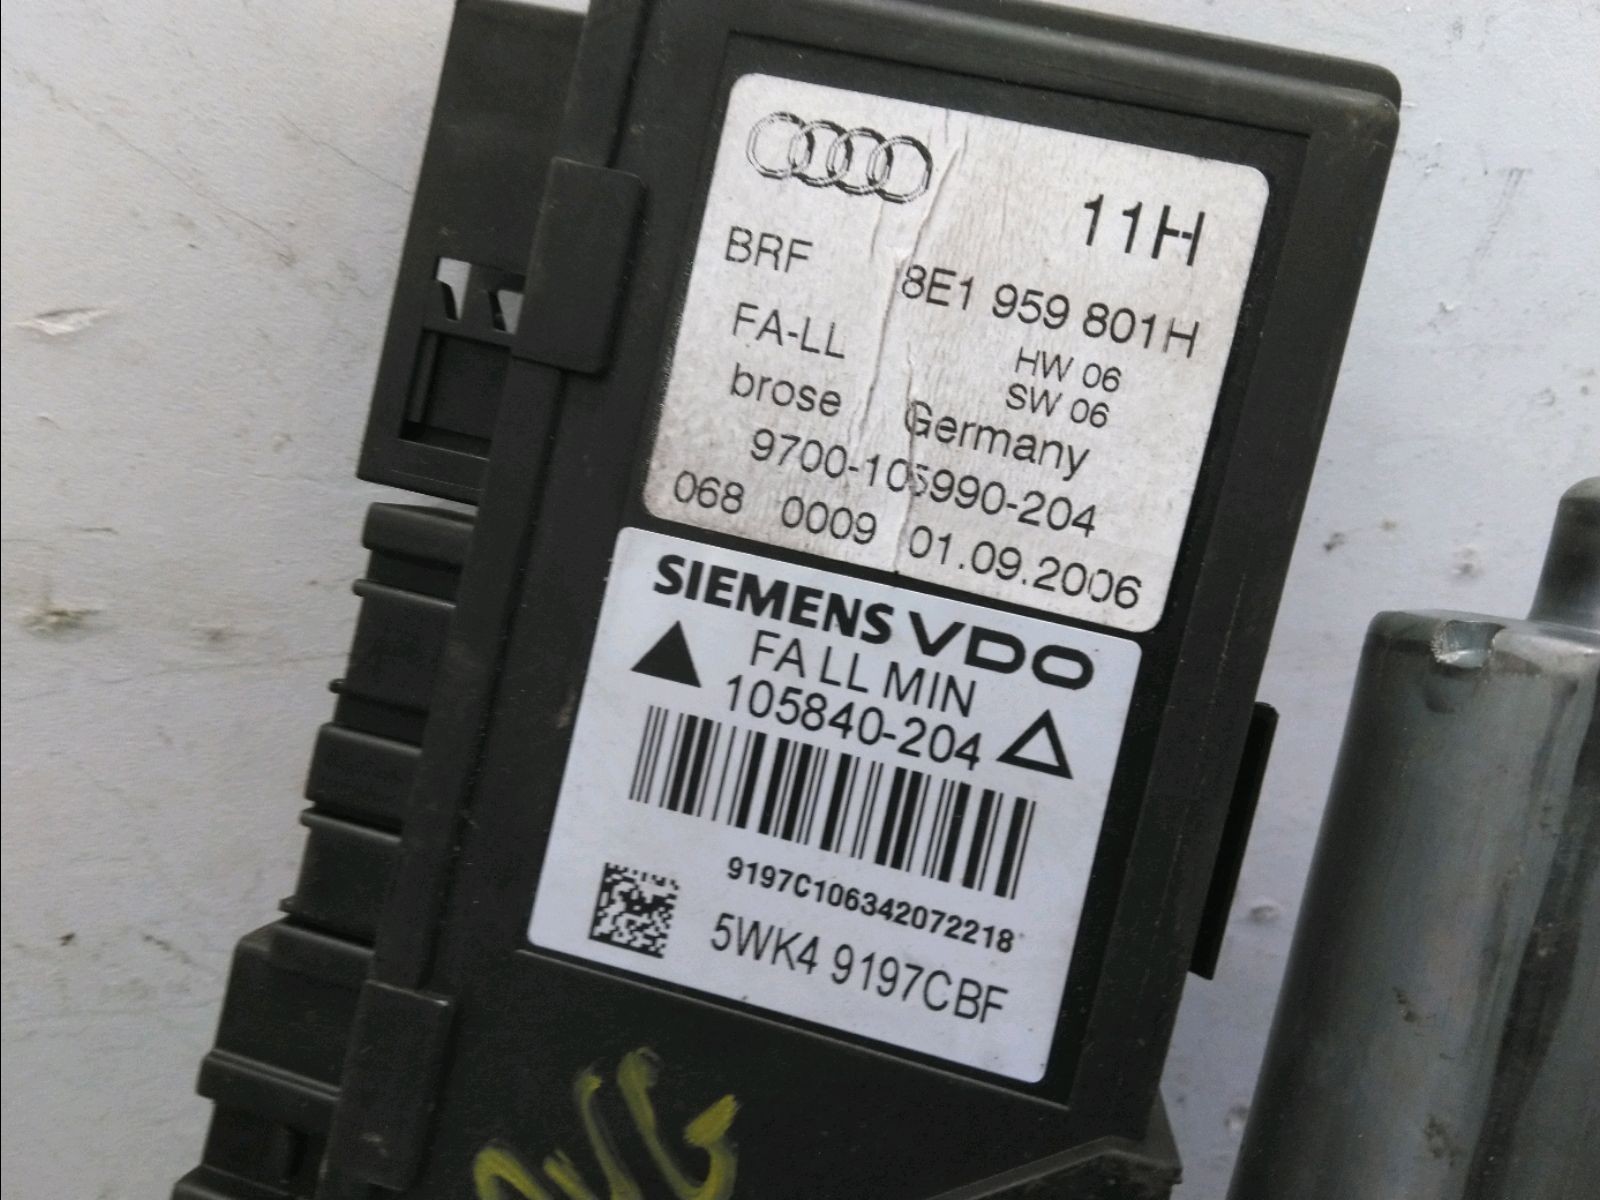 11H
BRF 8E1 959 801H
FA-LL HW 06
SW 06
brose Germany
9700-105990-204
068 0009 01.09.2006
SIEMENS VDO
FA LL MIN
105840-204
9197C106342072218
5WK4 9197CBF